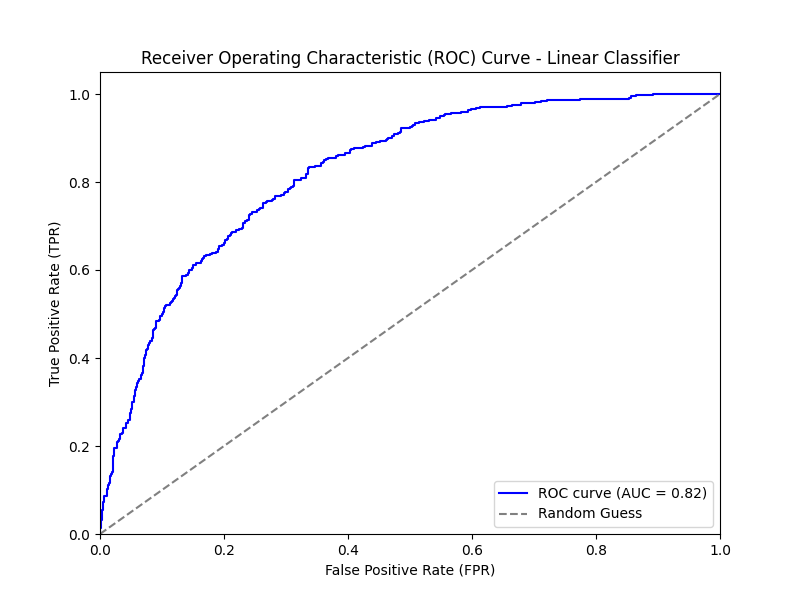 Receiver Operating Characteristic (ROC) Curve - Linear Classifier
True Positive Rate (TPR)
1.0
0.8
0.6
0.4
0.2
0.0
ROC curve (AUC = 0.82)
Random Guess
0.0 0.2 0.4 0.6 0.8 1.0
False Positive Rate (FPR)